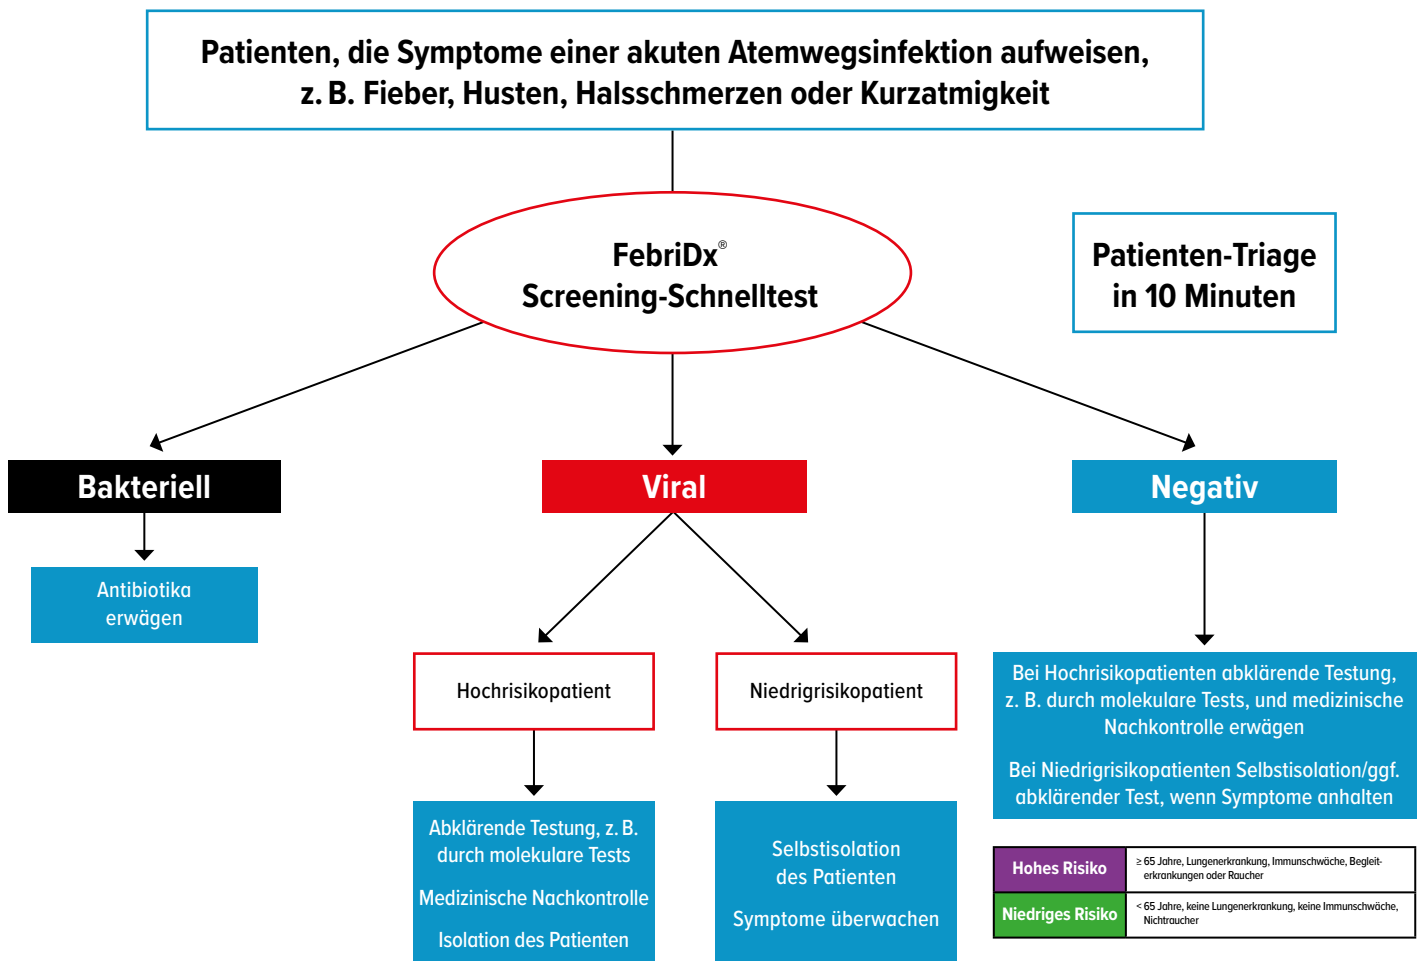 Patienten, die Symptome einer akuten Atemwegsinfektion aufweisen,
z. B. Fieber, Husten, Halsschmerzen oder Kurzatmigkeit
FebriDx®
Screening-Schnelltest
Patienten-Triage
in 10 Minuten
Bakteriell
Viral
Negativ
Antibiotika
erwägen
Hochrisikopatient
Niedrigrisikopatient
Bei Hochrisikopatienten abklärende Testung,
z. B. durch molekulare Tests, und medizinische
Nachkontrolle erwägen
Bei Niedrigrisikopatienten Selbstisolation/ggf.
abklärender Test, wenn Symptome anhalten
Abklärende Testung, z. B.
durch molekulare Tests
Medizinische Nachkontrolle
Isolation des Patienten
Selbstisolation
des Patienten
Symptome überwachen
Hohes Risiko
≥ 65 Jahre, Lungenerkrankung, Immunschwäche, Begleit-
erkrankungen oder Raucher
Niedriges Risiko
< 65 Jahre, keine Lungenerkrankung, keine Immunschwäche,
Nichtraucher